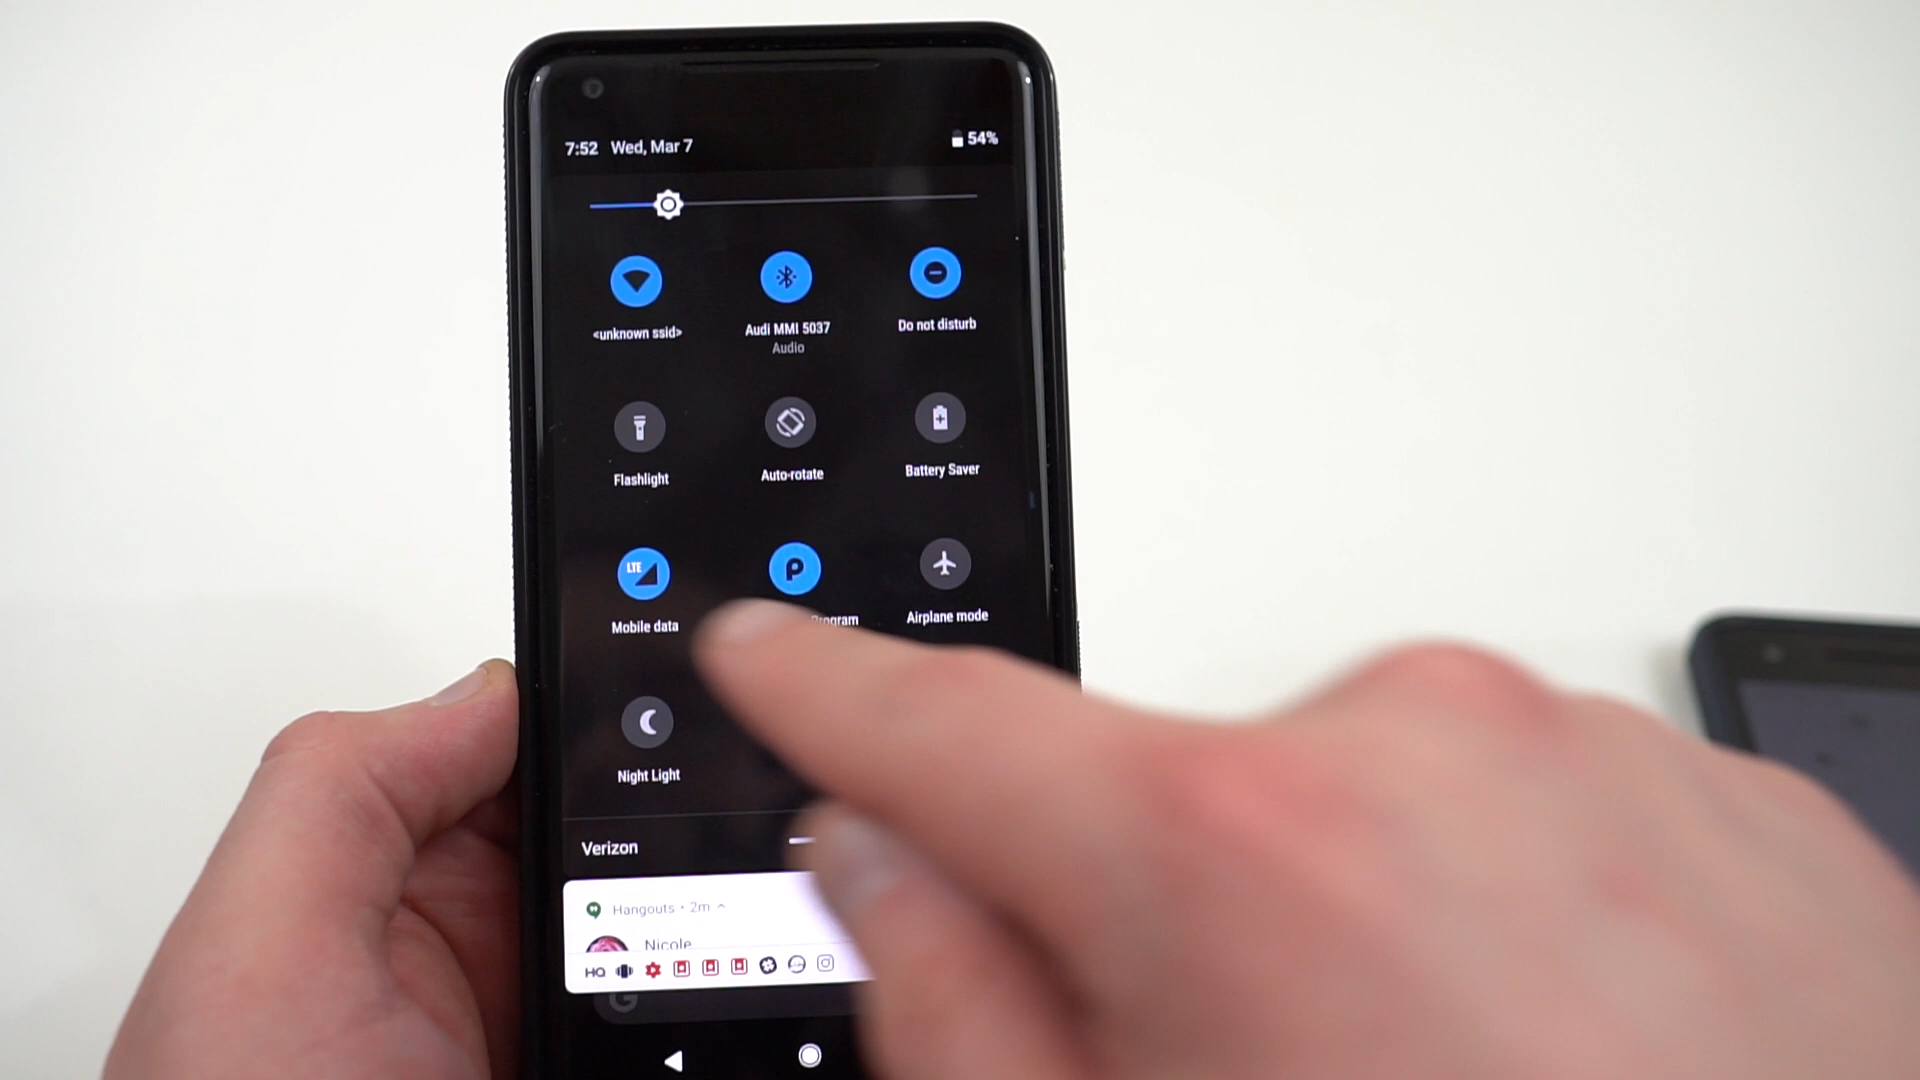 7:52 Wed, Mar 7
54%
<unknown ssid>
Audi MMI 5037
Audio
Do not disturb
Flashlight
Auto-rotate
Battery Saver
LTE
Mobile data
P
Program
Airplane mode
Night Light
Verizon
Hangouts • 2m
Nicole
HQ
G